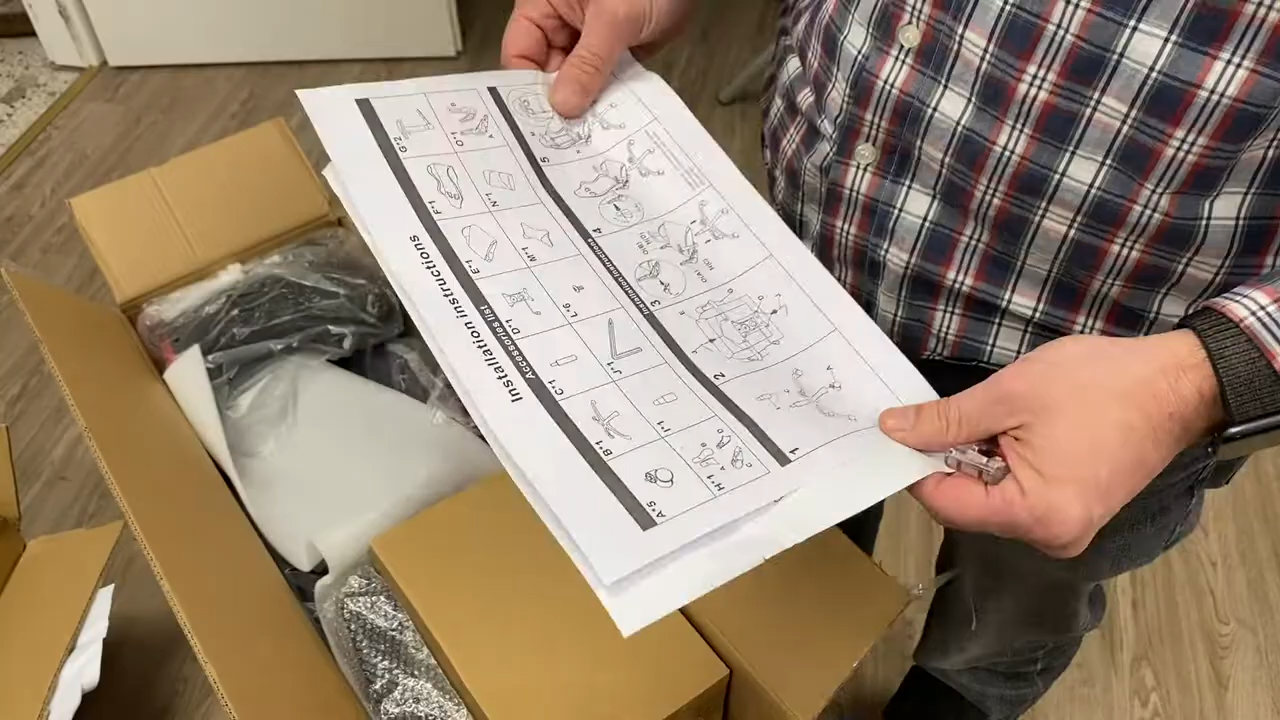 Installation instructions
Accessories list
A*5
B*1
C*1
D*1
E*1
F*1
G*2
H*1
A
B
C
I*1
J*1
L*6
M*1
N*1
O*1
A
B
Installation instructions
1
A
B
C
2
3
O(A)
H(C)
O(B)
H(D)
4
5